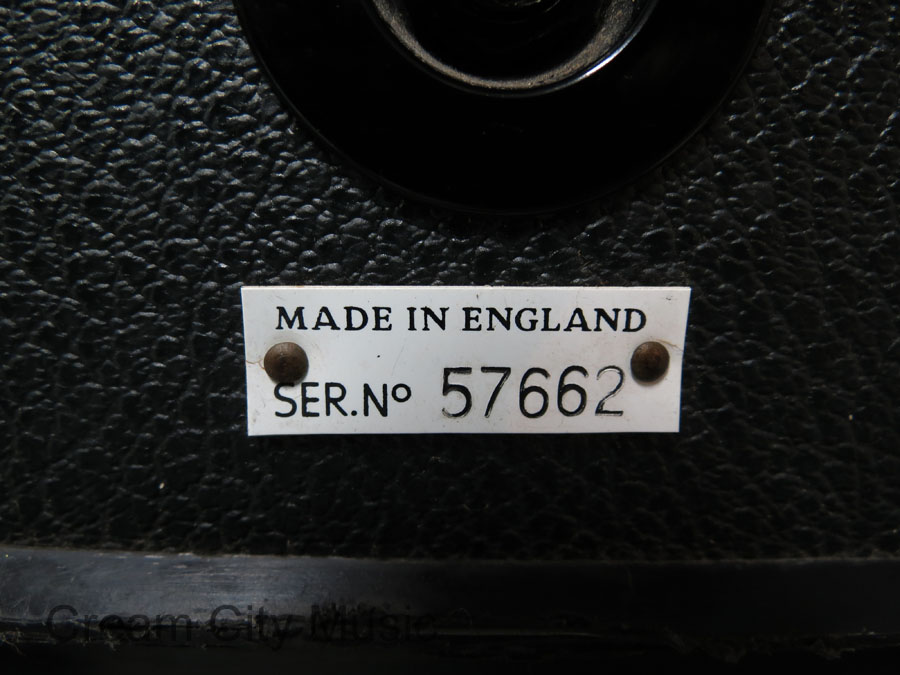 MADE IN ENGLAND
SER.Nº 57662
Cream City Music